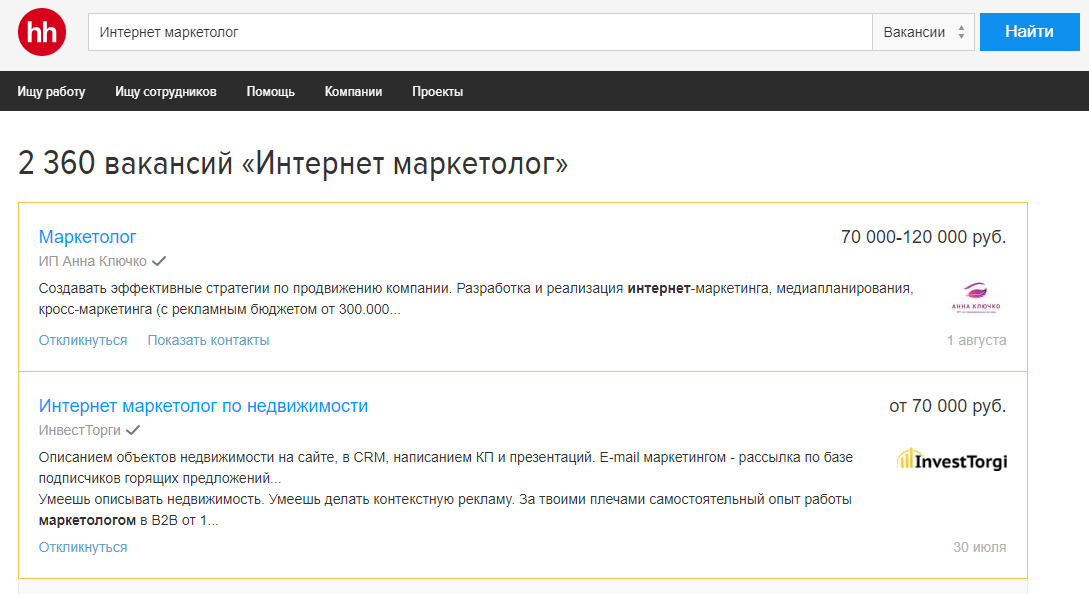 hh Интернет маркетолог Вакансии Найти
Ищу работу Ищу сотрудников Помощь Компании Проекты
2 360 вакансий «Интернет маркетолог»
Маркетолог 70 000-120 000 руб.
ИП Анна Ключко
Создавать эффективные стратегии по продвижению компании. Разработка и реализация интернет-маркетинга, медиапланирования,
кросс-маркетинга (с рекламным бюджетом от 300.000...
АННА КЛЮЧКО
Откликнуться Показать контакты 1 августа
Интернет маркетолог по недвижимости от 70 000 руб.
ИнвестТорги
Описанием объектов недвижимости на сайте, в CRM, написанием КП и презентаций. E-mail маркетингом - рассылка по базе
InvestTorgi
подписчиков горящих предложений...
Умеешь описывать недвижимость. Умеешь делать контекстную рекламу. За твоими плечами самостоятельный опыт работы
маркетологом в B2B от 1...
Откликнуться 30 июля